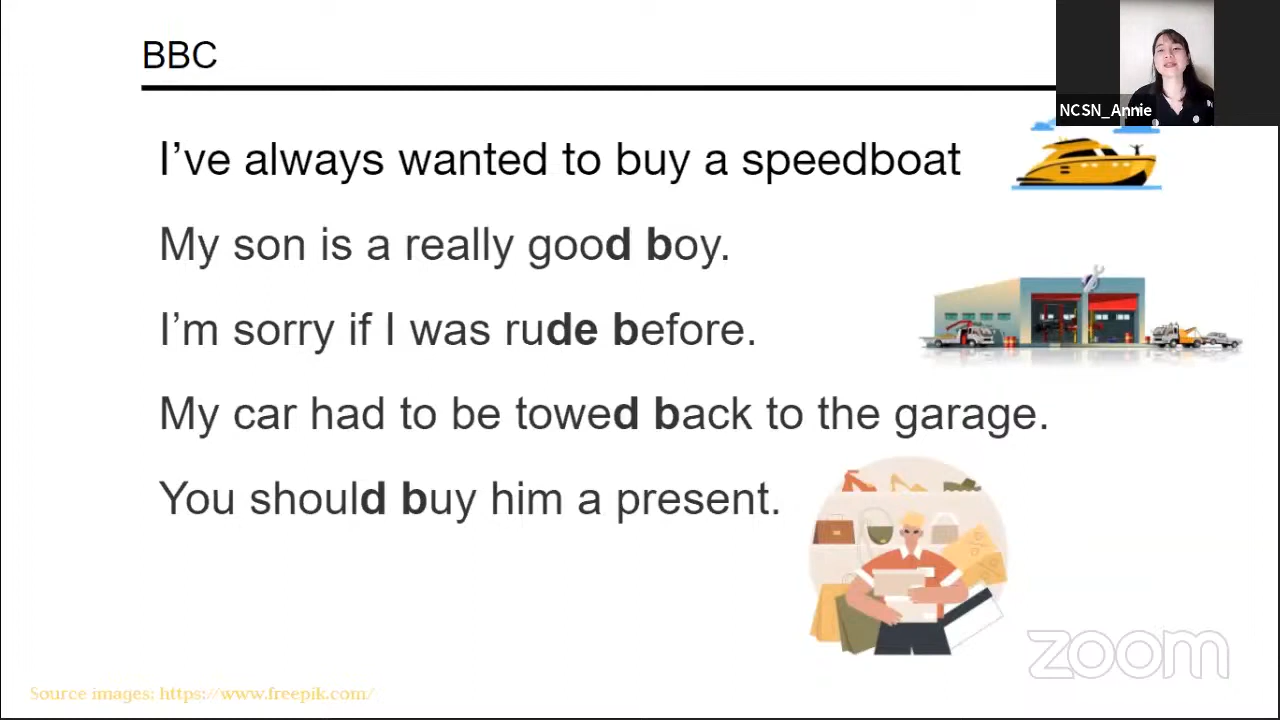 BBC
NCSN_Annie
I’ve always wanted to buy a speedboat
My son is a really good boy.
I’m sorry if I was rude before.
My car had to be towed back to the garage.
You should buy him a present.
zoom
Source images: https://www.freepik.com/